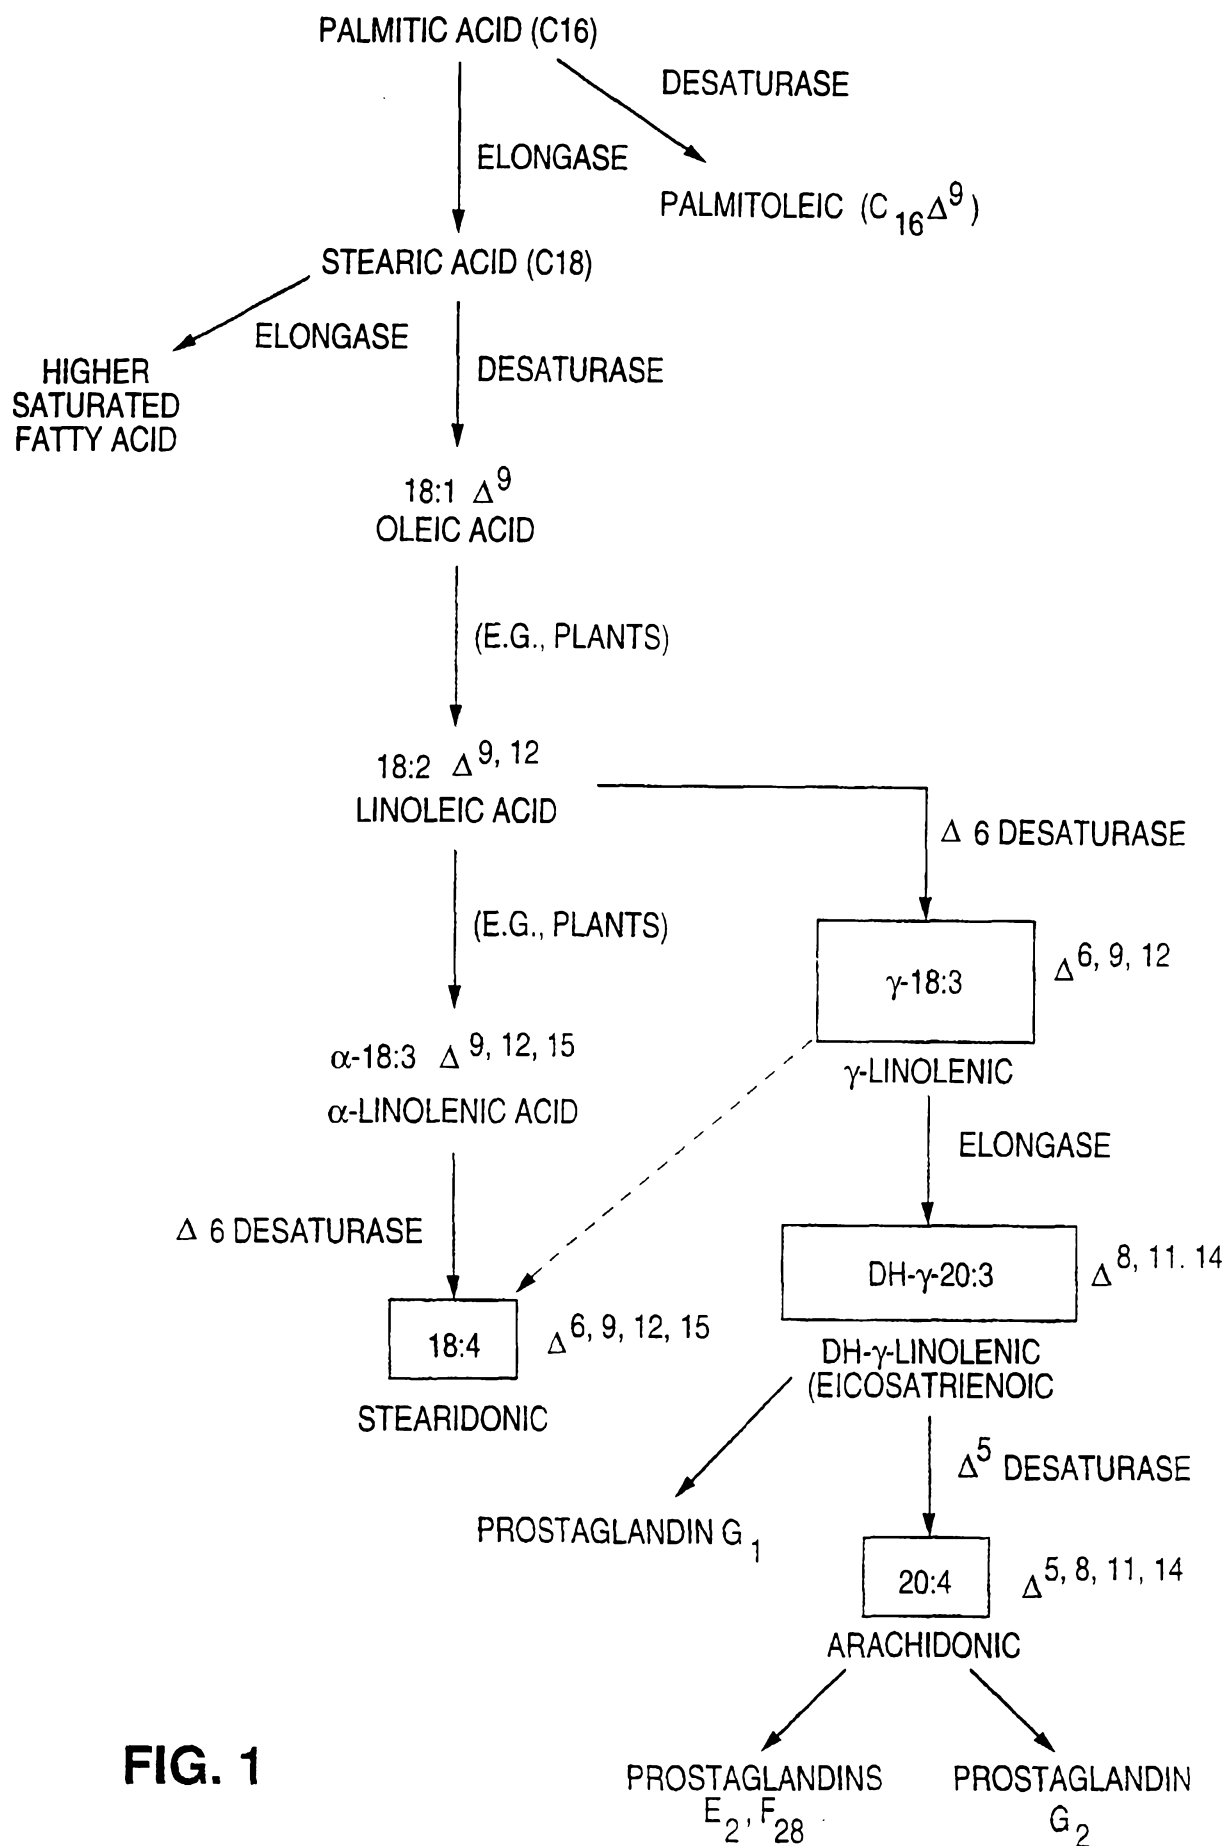 PALMITIC ACID (C16)
DESATURASE
ELONGASE
PALMITOLEIC (C16Δ9)
STEARIC ACID (C18)
ELONGASE
DESATURASE
HIGHER
SATURATED
FATTY ACID
18:1 Δ9
OLEIC ACID
(E.G., PLANTS)
18:2 Δ9, 12
LINOLEIC ACID
Δ 6 DESATURASE
(E.G., PLANTS)
γ-18:3
Δ6, 9, 12
α-18:3 Δ9, 12, 15
γ-LINOLENIC
α-LINOLENIC ACID
ELONGASE
Δ 6 DESATURASE
DH-γ-20:3
Δ8, 11. 14
18:4
Δ6, 9, 12, 15
DH-γ-LINOLENIC
(EICOSATRIENOIC
STEARIDONIC
Δ5 DESATURASE
PROSTAGLANDIN G1
20:4
Δ5, 8, 11, 14
ARACHIDONIC
FIG. 1
PROSTAGLANDINS
E2, F28
PROSTAGLANDIN
G2